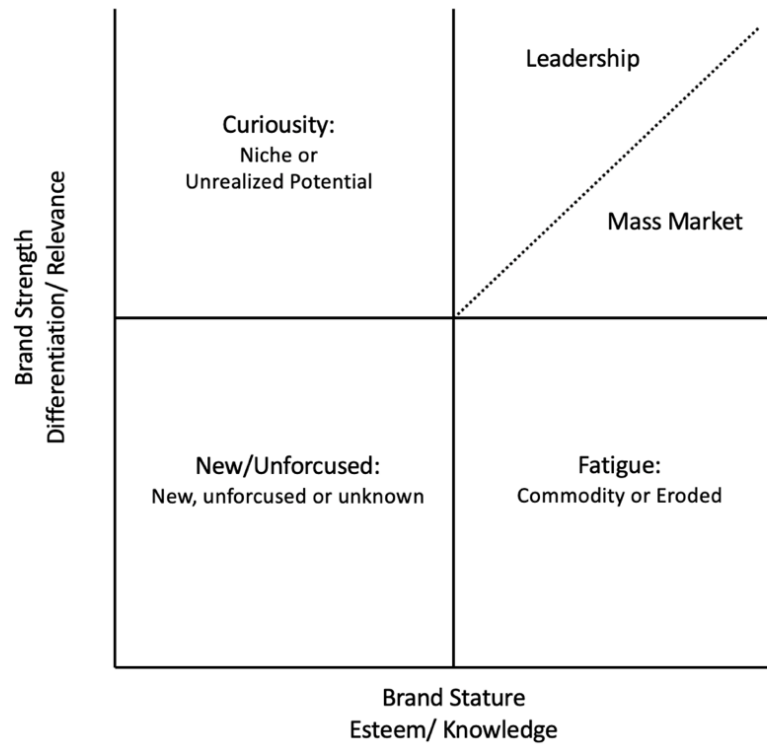 Leadership
Curiousity:
Niche or
Unrealized Potential
Mass Market
Brand Strength
Differentiation/ Relevance
New/Unforcused:
New, unforcused or unknown
Fatigue:
Commodity or Eroded
Brand Stature
Esteem/ Knowledge